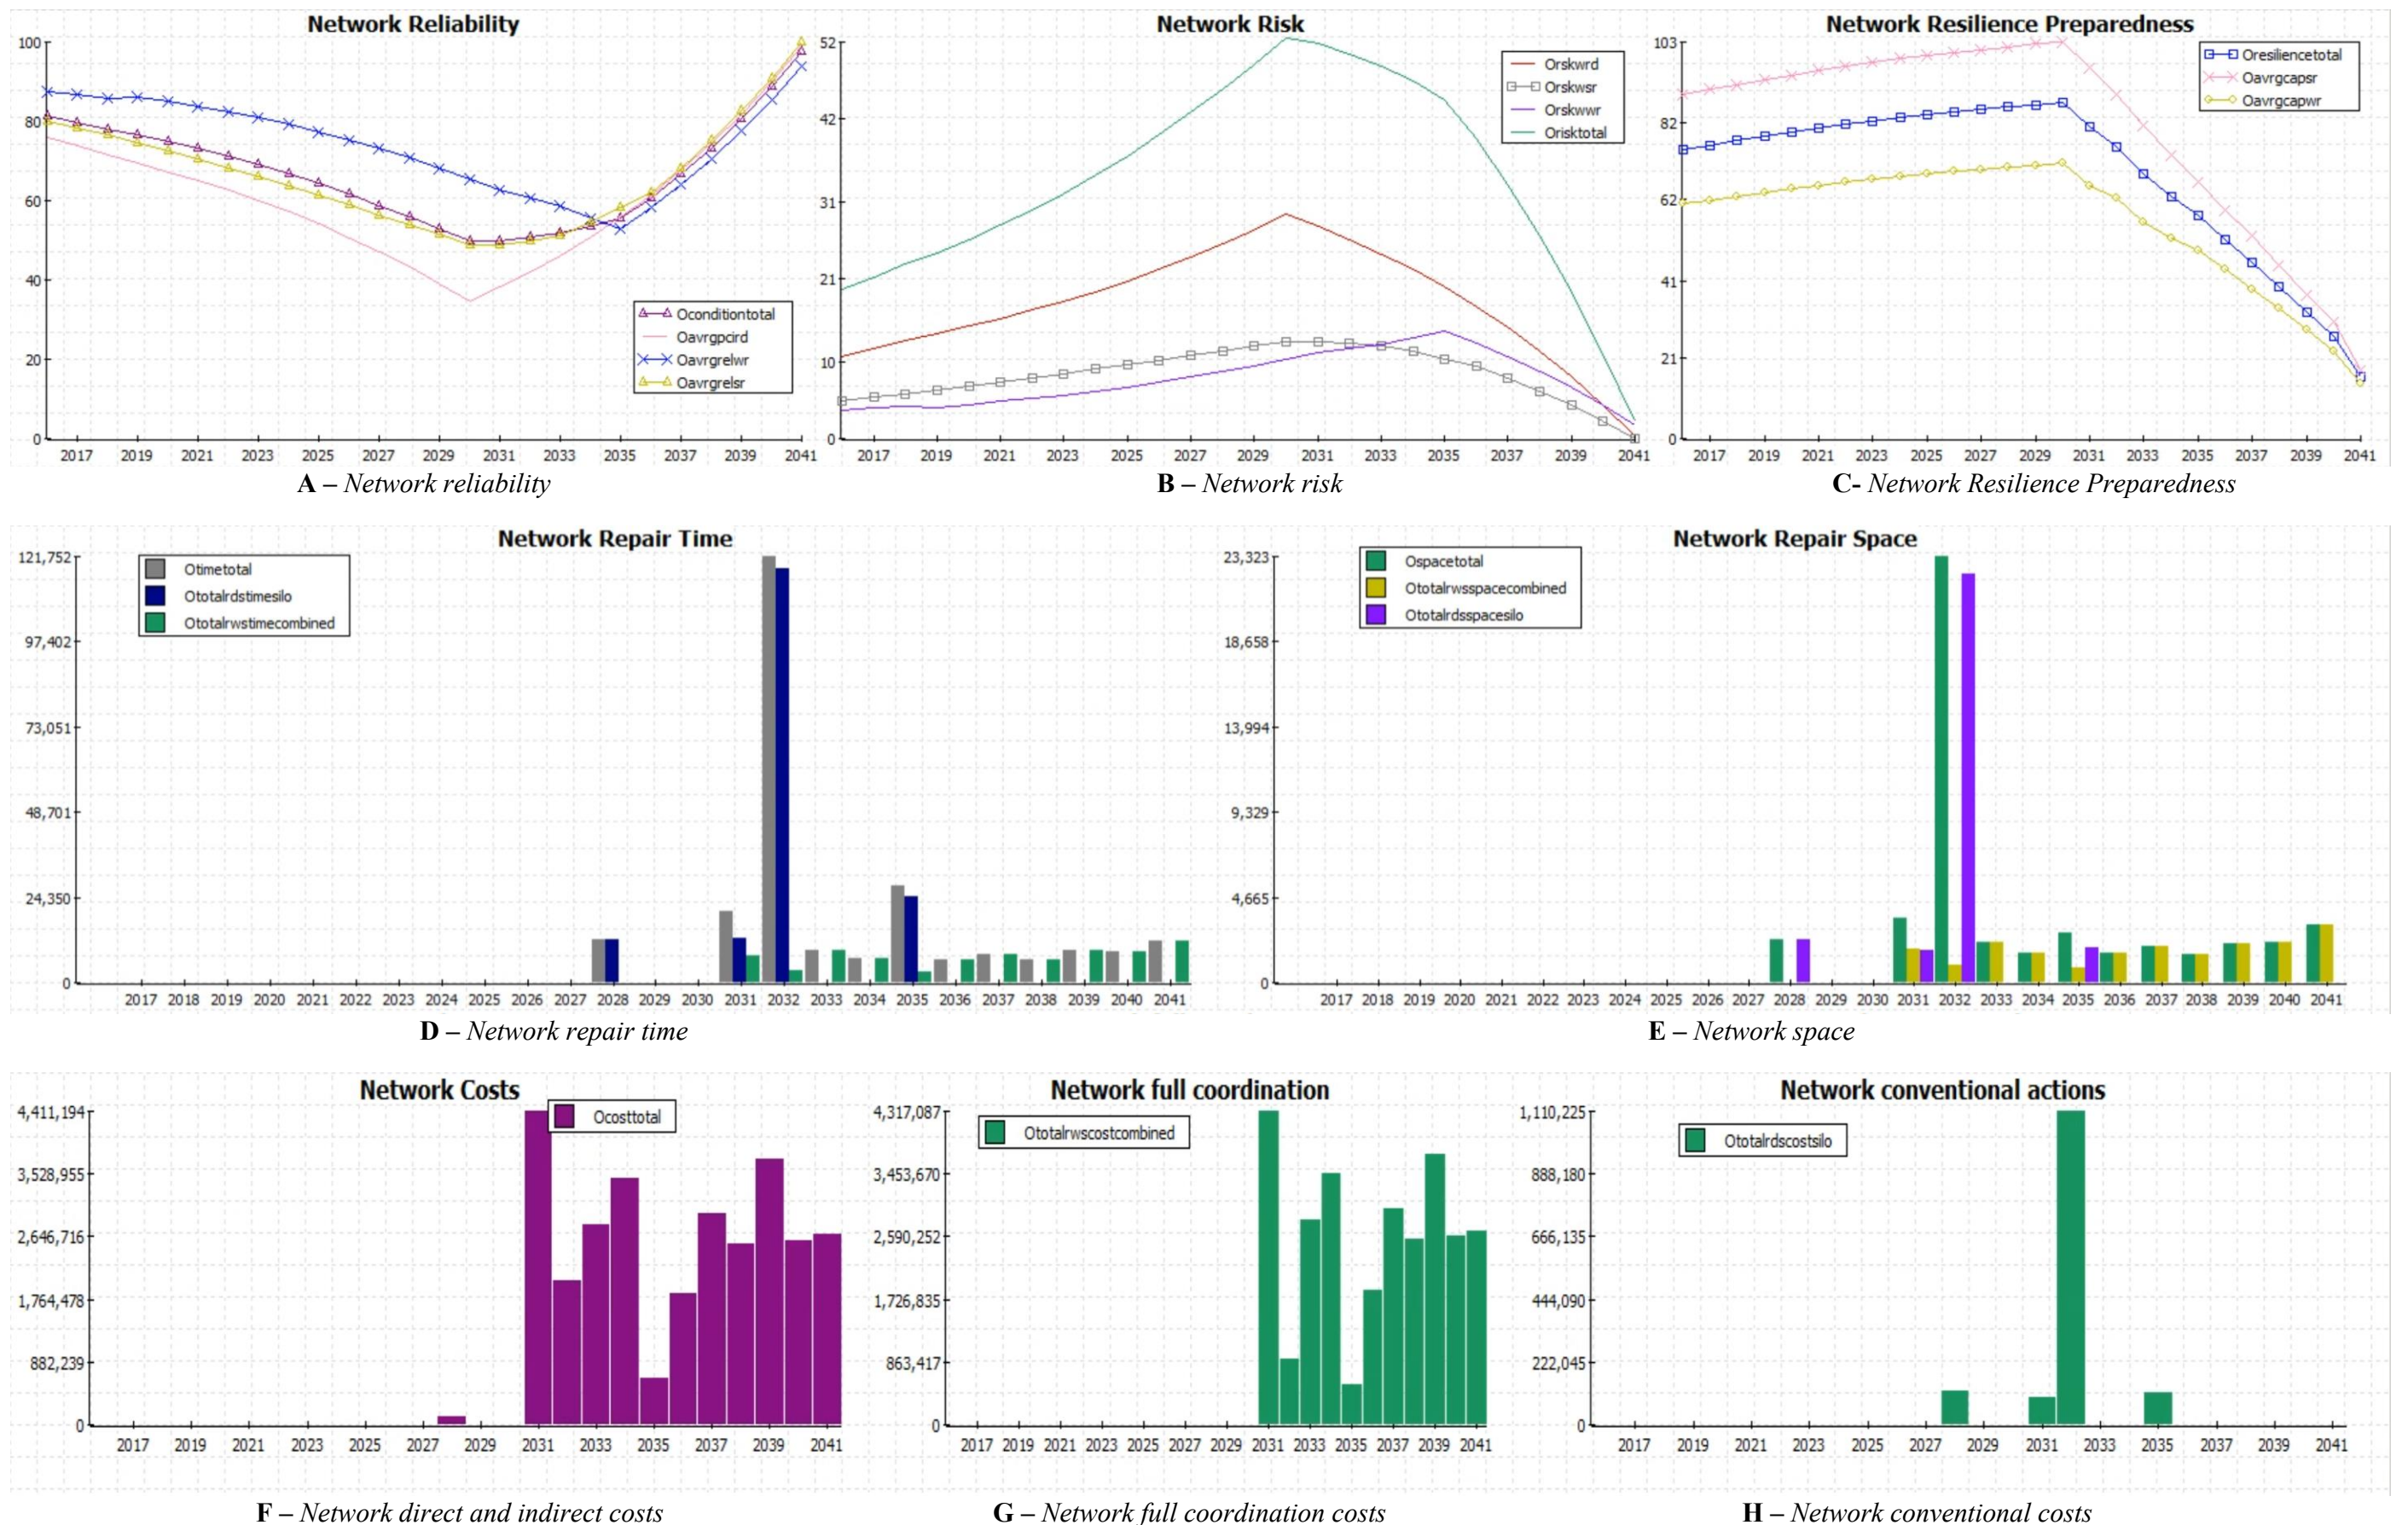 Network Reliability
100
80
60
40
20
0
Oconditiontotal
Oavrgpcird
Oavrgrelwr
Oavrgrelsr
2017 2019 2021 2023 2025 2027 2029 2031 2033 2035 2037 2039 2041
A – Network reliability
Network Risk
52
42
31
21
10
0
Orskwrd
Orskwsr
Orskwwr
Orisktotal
2017 2019 2021 2023 2025 2027 2029 2031 2033 2035 2037 2039 2041
B – Network risk
Network Resilience Preparedness
103
82
62
41
21
0
Oresiliencetotal
Oavrgcapsr
Oavrgcapwr
2017 2019 2021 2023 2025 2027 2029 2031 2033 2035 2037 2039 2041
C- Network Resilience Preparedness
Network Repair Time
121,752
97,402
73,051
48,701
24,350
0
Otimetotal
Ototalrdstimesilo
Ototalrwstimecombined
2017 2018 2019 2020 2021 2022 2023 2024 2025 2026 2027 2028 2029 2030 2031 2032 2033 2034 2035 2036 2037 2038 2039 2040 2041
D – Network repair time
Network Repair Space
23,323
18,658
13,994
9,329
4,665
0
Ospacetotal
Ototalrwsspacecombined
Ototalrdsspacesilo
2017 2018 2019 2020 2021 2022 2023 2024 2025 2026 2027 2028 2029 2030 2031 2032 2033 2034 2035 2036 2037 2038 2039 2040 2041
E – Network space
Network Costs
4,411,194
3,528,955
2,646,716
1,764,478
882,239
0
Ocosttotal
2017 2019 2021 2023 2025 2027 2029 2031 2033 2035 2037 2039 2041
F – Network direct and indirect costs
Network full coordination
4,317,087
3,453,670
2,590,252
1,726,835
863,417
0
Ototalrwscostcombined
2017 2019 2021 2023 2025 2027 2029 2031 2033 2035 2037 2039 2041
G – Network full coordination costs
Network conventional actions
1,110,225
888,180
666,135
444,090
222,045
0
Ototalrdscostsilo
2017 2019 2021 2023 2025 2027 2029 2031 2033 2035 2037 2039 2041
H – Network conventional costs